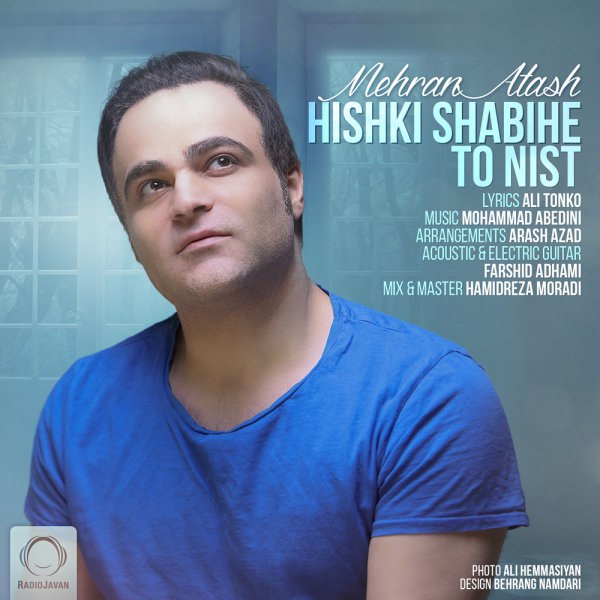 Mehran Atash
HISHKI SHABIHE
TO NIST
LYRICS ALI TONKO
MUSIC MOHAMMAD ABEDINI
ARRANGEMENTS ARASH AZAD
ACOUSTIC & ELECTRIC GUITAR
FARSHID ADHAMI
MIX & MASTER HAMIDREZA MORADI
RADIOJAVAN
PHOTO ALI HEMMASIYAN
DESIGN BEHRANG NAMDARI